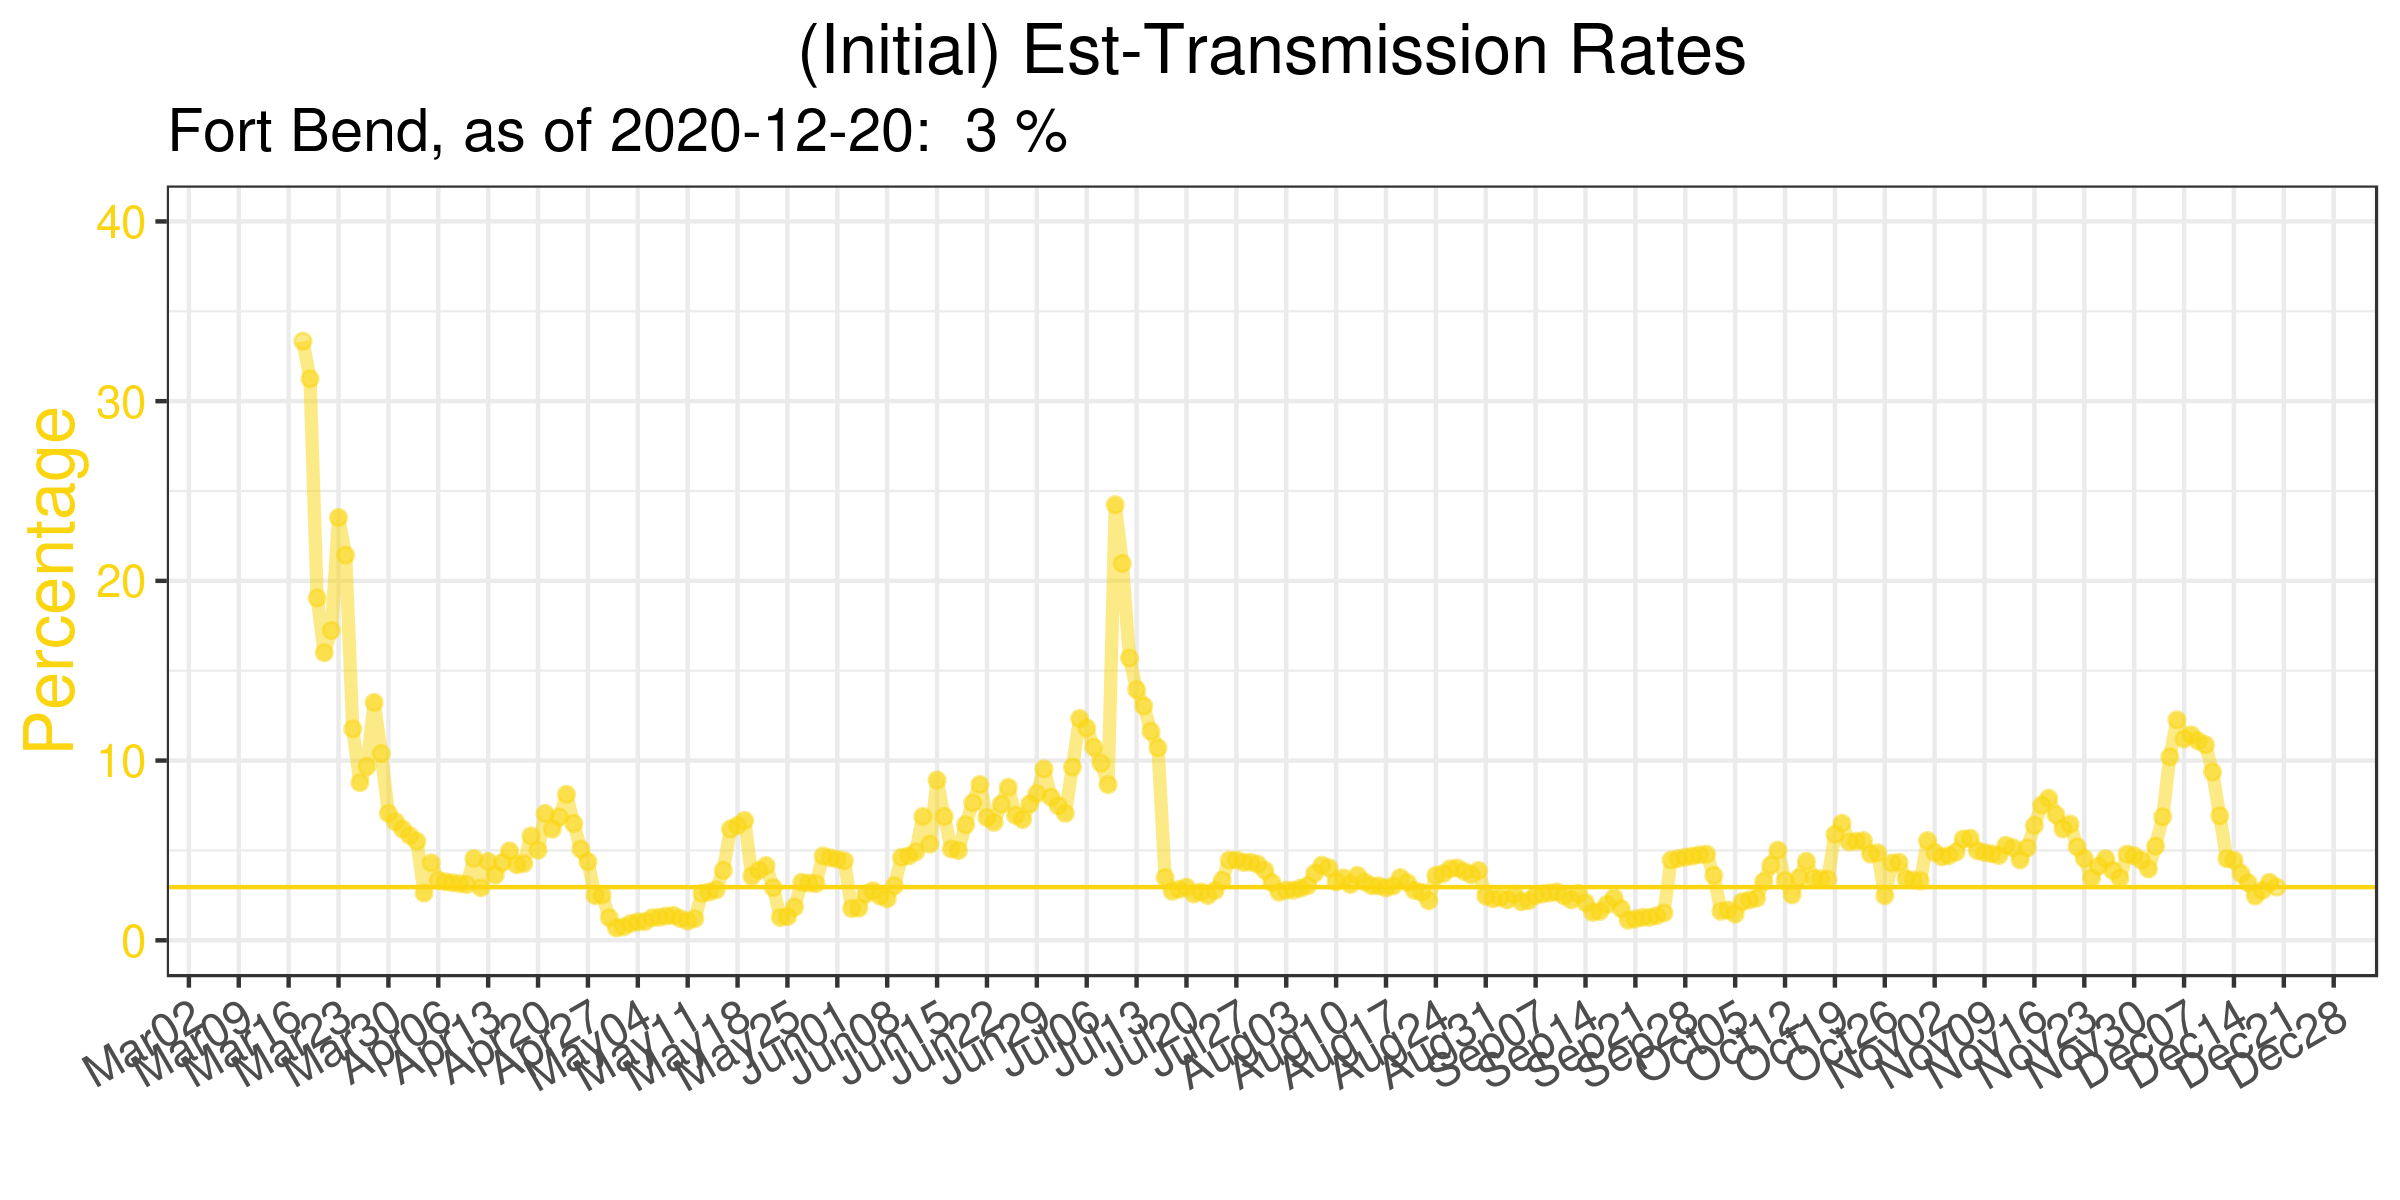 (Initial) Est-Transmission Rates
Fort Bend, as of 2020-12-20:  3 %
Percentage
40
30
20
10
0
Mar02
Mar09
Mar16
Mar23
Mar30
Apr06
Apr13
Apr20
Apr27
May04
May11
May18
May25
Jun01
Jun08
Jun15
Jun22
Jun29
Jul06
Jul13
Jul20
Jul27
Aug03
Aug10
Aug17
Aug24
Aug31
Sep07
Sep14
Sep21
Sep28
Oct05
Oct12
Oct19
Oct26
Nov02
Nov09
Nov16
Nov23
Nov30
Dec07
Dec14
Dec21
Dec28